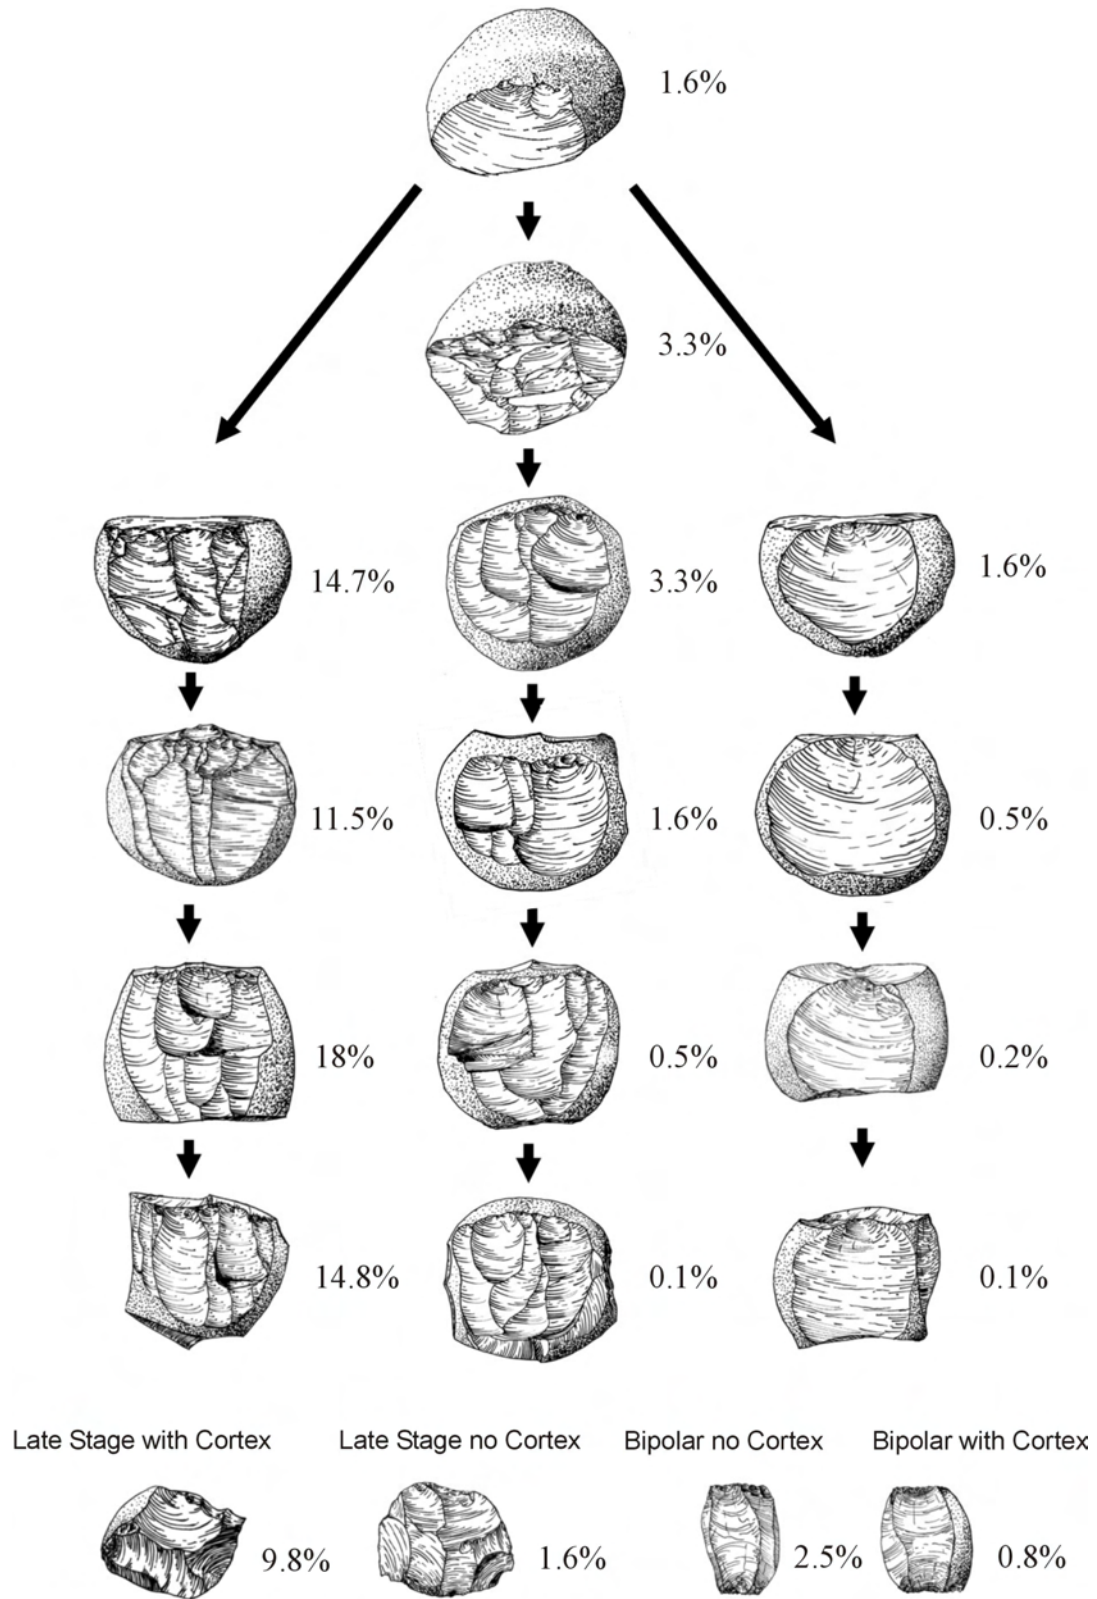 1.6%
3.3%
14.7% 3.3% 1.6%
11.5% 1.6% 0.5%
18% 0.5% 0.2%
14.8% 0.1% 0.1%
Late Stage with Cortex Late Stage no Cortex Bipolar no Cortex Bipolar with Cortex
9.8% 1.6% 2.5% 0.8%